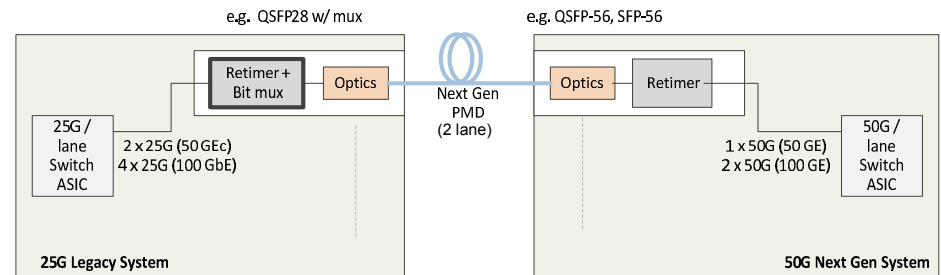 e.g. QSFP28 w/ mux
e.g. QSFP-56, SFP-56
Retimer +
Bit mux
Optics
Next Gen
PMD
(2 lane)
Optics
Retimer
25G /
lane
Switch
ASIC
2 x 25G (50 GEc)
4 x 25G (100 GbE)
1 x 50G (50 GE)
2 x 50G (100 GE)
50G /
lane
Switch
ASIC
25G Legacy System
50G Next Gen System